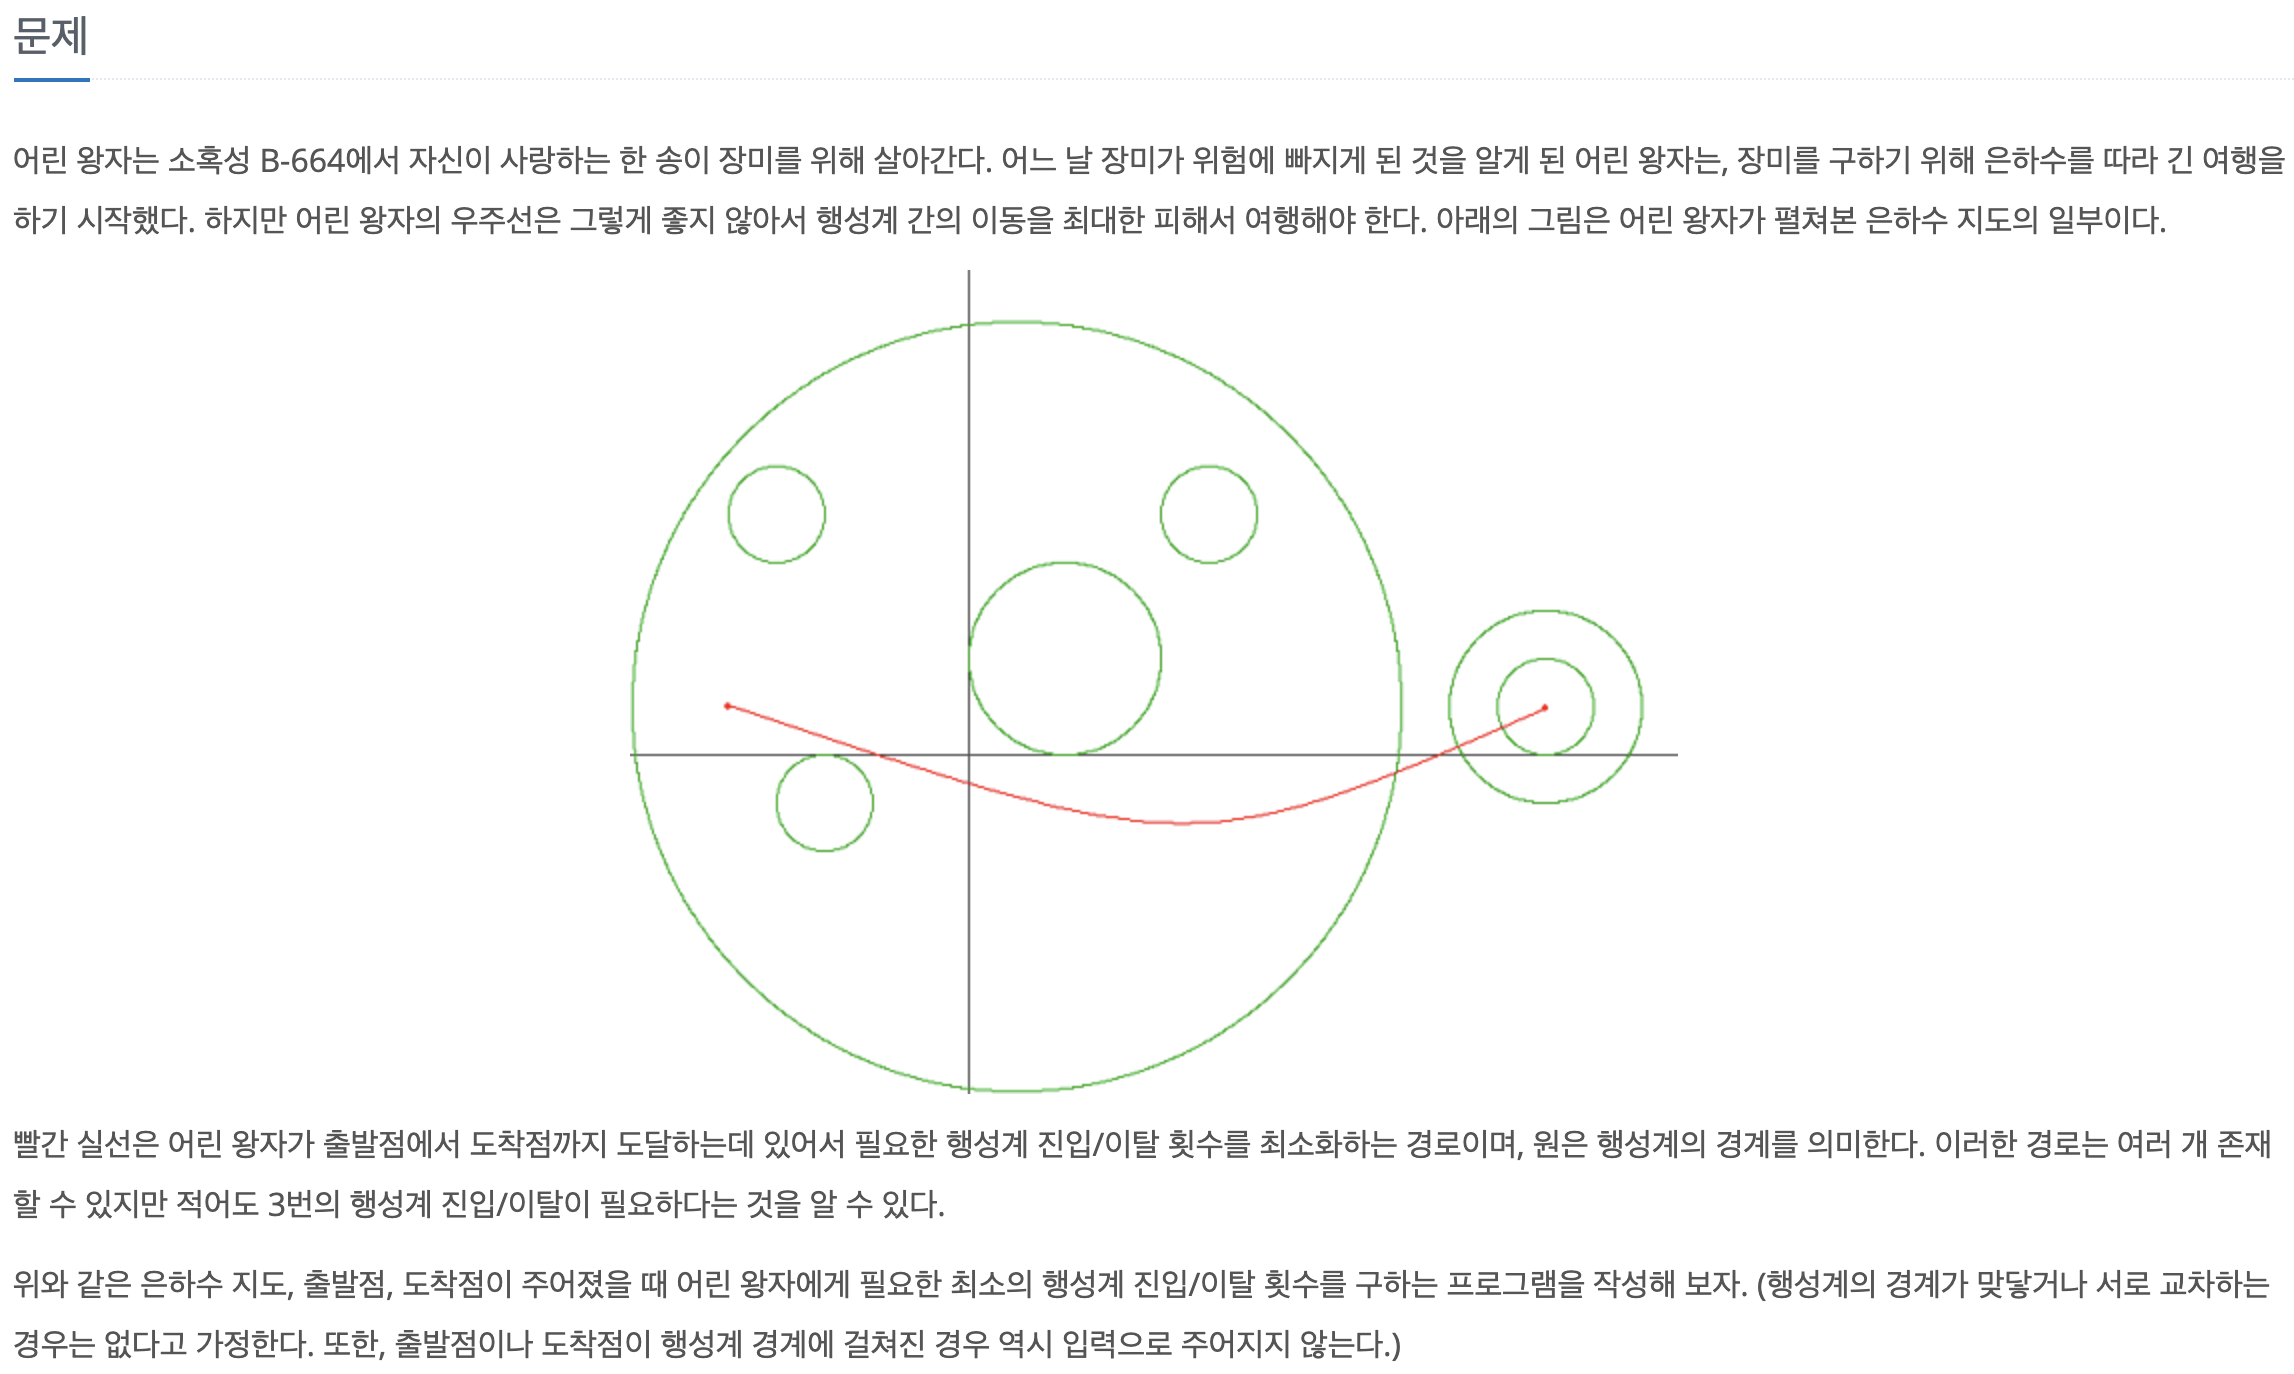 문제
어린 왕자는 소혹성 B-664에서 자신이 사랑하는 한 송이 장미를 위해 살아간다. 어느 날 장미가 위험에 빠지게 된 것을 알게 된 어린 왕자는, 장미를 구하기 위해 은하수를 따라 긴 여행을
하기 시작했다. 하지만 어린 왕자의 우주선은 그렇게 좋지 않아서 행성계 간의 이동을 최대한 피해서 여행해야 한다. 아래의 그림은 어린 왕자가 펼쳐본 은하수 지도의 일부이다.
빨간 실선은 어린 왕자가 출발점에서 도착점까지 도달하는데 있어서 필요한 행성계 진입/이탈 횟수를 최소화하는 경로이며, 원은 행성계의 경계를 의미한다. 이러한 경로는 여러 개 존재
할 수 있지만 적어도 3번의 행성계 진입/이탈이 필요하다는 것을 알 수 있다.
위와 같은 은하수 지도, 출발점, 도착점이 주어졌을 때 어린 왕자에게 필요한 최소의 행성계 진입/이탈 횟수를 구하는 프로그램을 작성해 보자. (행성계의 경계가 맞닿거나 서로 교차하는
경우는 없다고 가정한다. 또한, 출발점이나 도착점이 행성계 경계에 걸쳐진 경우 역시 입력으로 주어지지 않는다.)